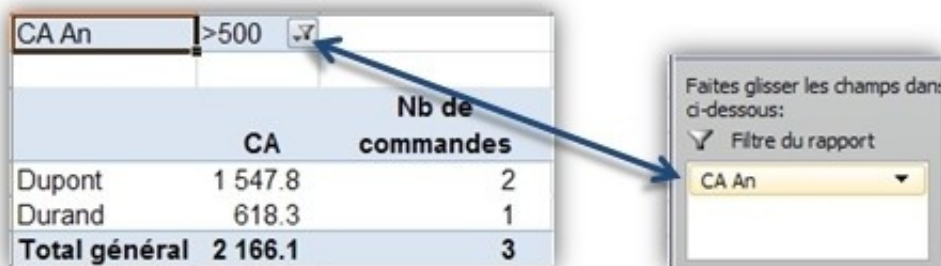 CA An >500
Nb de
CA commandes
Dupont 1 547.8 2
Durand 618.3 1
Total général 2 166.1 3
Faites glisser les champs dans
ci-dessous:
Filtre du rapport
CA An